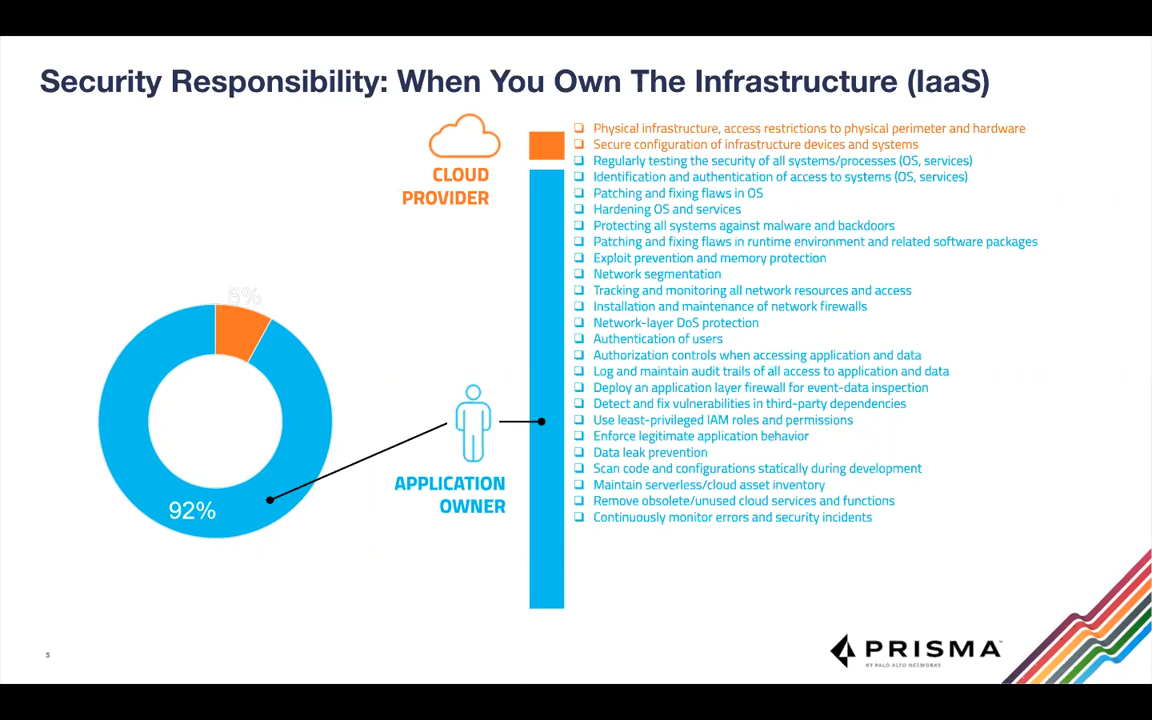 Security Responsibility: When You Own The Infrastructure (IaaS)
CLOUD
PROVIDER
❑ Physical infrastructure, access restrictions to physical perimeter and hardware
❑ Secure configuration of infrastructure devices and systems
❑ Regularly testing the security of all systems/processes (OS, services)
❑ Identification and authentication of access to systems (OS, services)
❑ Patching and fixing flaws in OS
❑ Hardening OS and services
❑ Protecting all systems against malware and backdoors
❑ Patching and fixing flaws in runtime environment and related software packages
❑ Exploit prevention and memory protection
❑ Network segmentation
❑ Tracking and monitoring all network resources and access
❑ Installation and maintenance of network firewalls
❑ Network-layer DoS protection
❑ Authentication of users
❑ Authorization controls when accessing application and data
❑ Log and maintain audit trails of all access to application and data
❑ Deploy an application layer firewall for event-data inspection
❑ Detect and fix vulnerabilities in third-party dependencies
❑ Use least-privileged IAM roles and permissions
❑ Enforce legitimate application behavior
❑ Data leak prevention
❑ Scan code and configurations statically during development
❑ Maintain serverless/cloud asset inventory
❑ Remove obsolete/unused cloud services and functions
❑ Continuously monitor errors and security incidents
8%
92%
APPLICATION
OWNER
5
PRISMA™
BY PALO ALTO NETWORKS